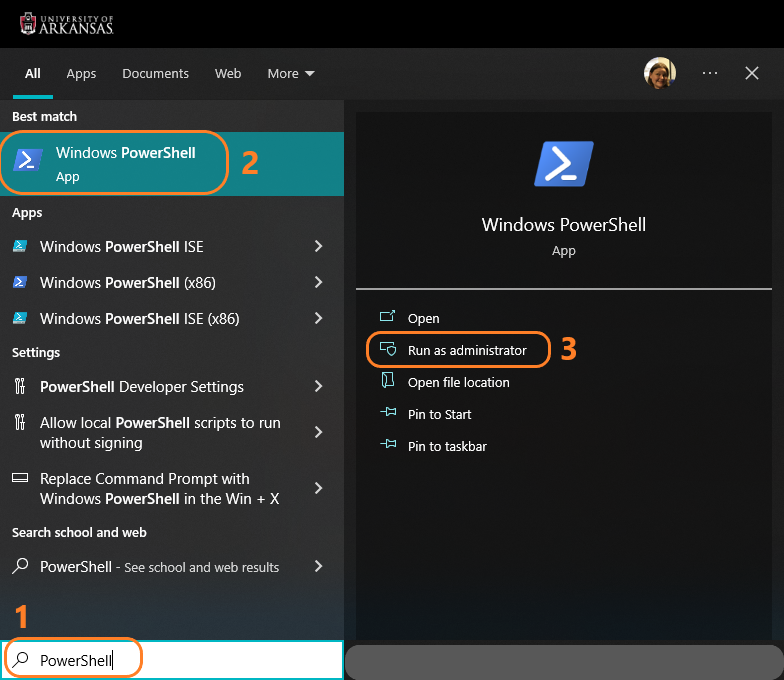 UNIVERSITY OF
ARKANSAS
All Apps Documents Web More
Best match
Windows PowerShell
App
2
Apps
Windows PowerShell ISE
Windows PowerShell (x86)
Windows PowerShell ISE (x86)
Settings
PowerShell Developer Settings
Allow local PowerShell scripts to run
without signing
Replace Command Prompt with
Windows PowerShell in the Win + X
Search school and web
PowerShell - See school and web results
1
PowerShell
Windows PowerShell
App
Open
Run as administrator
3
Open file location
Pin to Start
Pin to taskbar